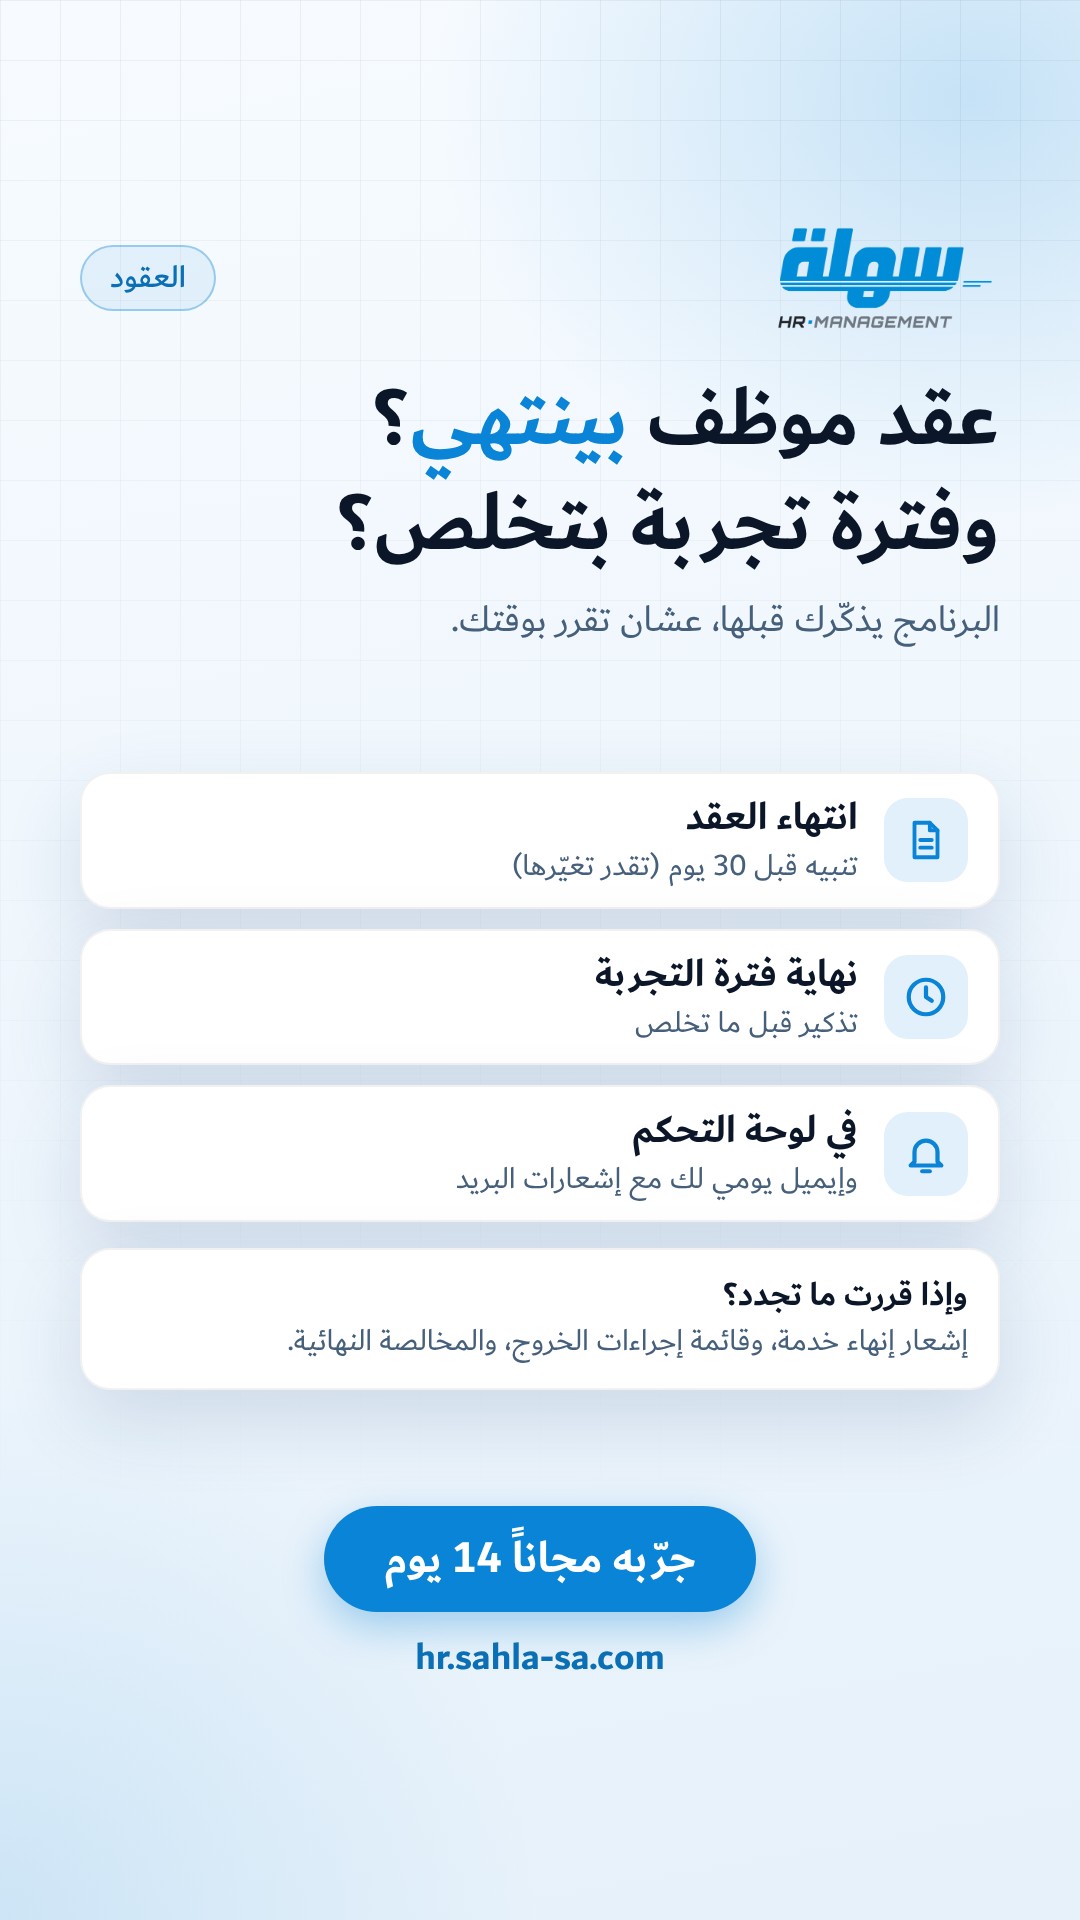 سهلة
HR·MANAGEMENT
العقود
عقد موظف بينتهي؟
وفترة تجربة بتخلص؟
البرنامج يذكّرك قبلها، عشان تقرر بوقتك.
انتهاء العقد
تنبيه قبل 30 يوم (تقدر تغيّرها)
نهاية فترة التجربة
تذكير قبل ما تخلص
في لوحة التحكم
وإيميل يومي لك مع إشعارات البريد
وإذا قررت ما تجدد؟
إشعار إنهاء خدمة، وقائمة إجراءات الخروج، والمخالصة النهائية.
جرّبه مجاناً 14 يوم
hr.sahla-sa.com